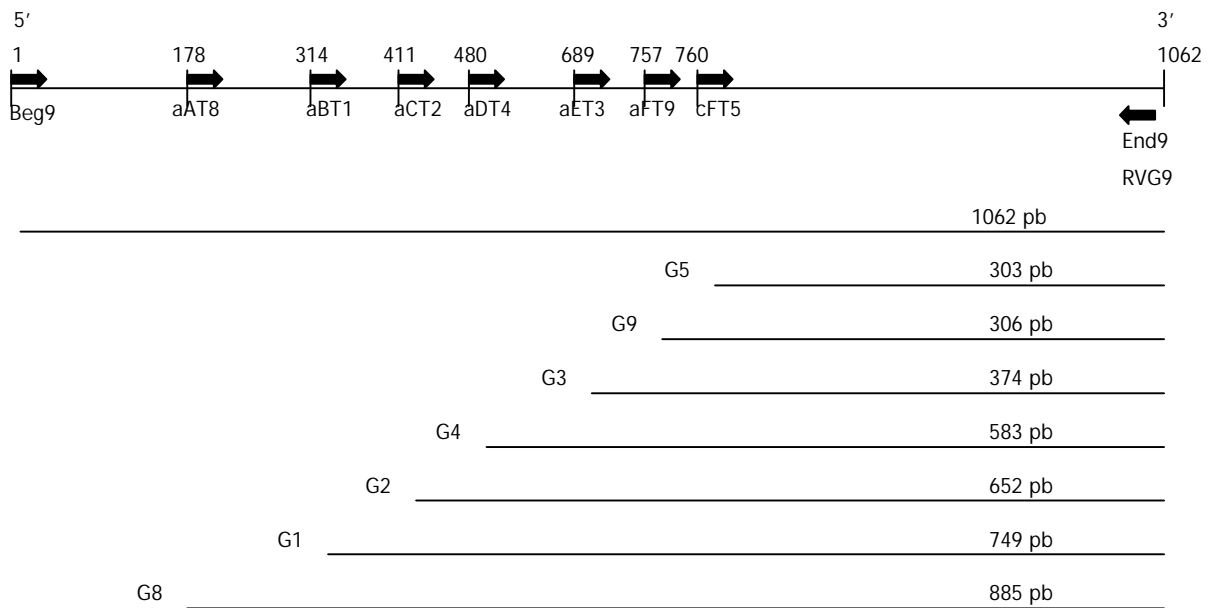 5′ 3′
1 178 314 411 480 689 757 760 1062
Beg9 aAT8 aBT1 aCT2 aDT4 aET3 aFT9 cFT5
End9
RVG9
1062 pb
G5 303 pb
G9 306 pb
G3 374 pb
G4 583 pb
G2 652 pb
G1 749 pb
G8 885 pb